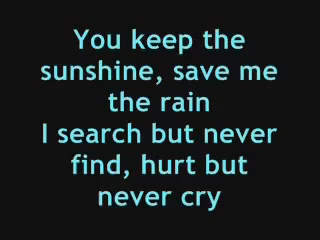 You keep the
sunshine, save me
the rain
I search but never
find, hurt but
never cry